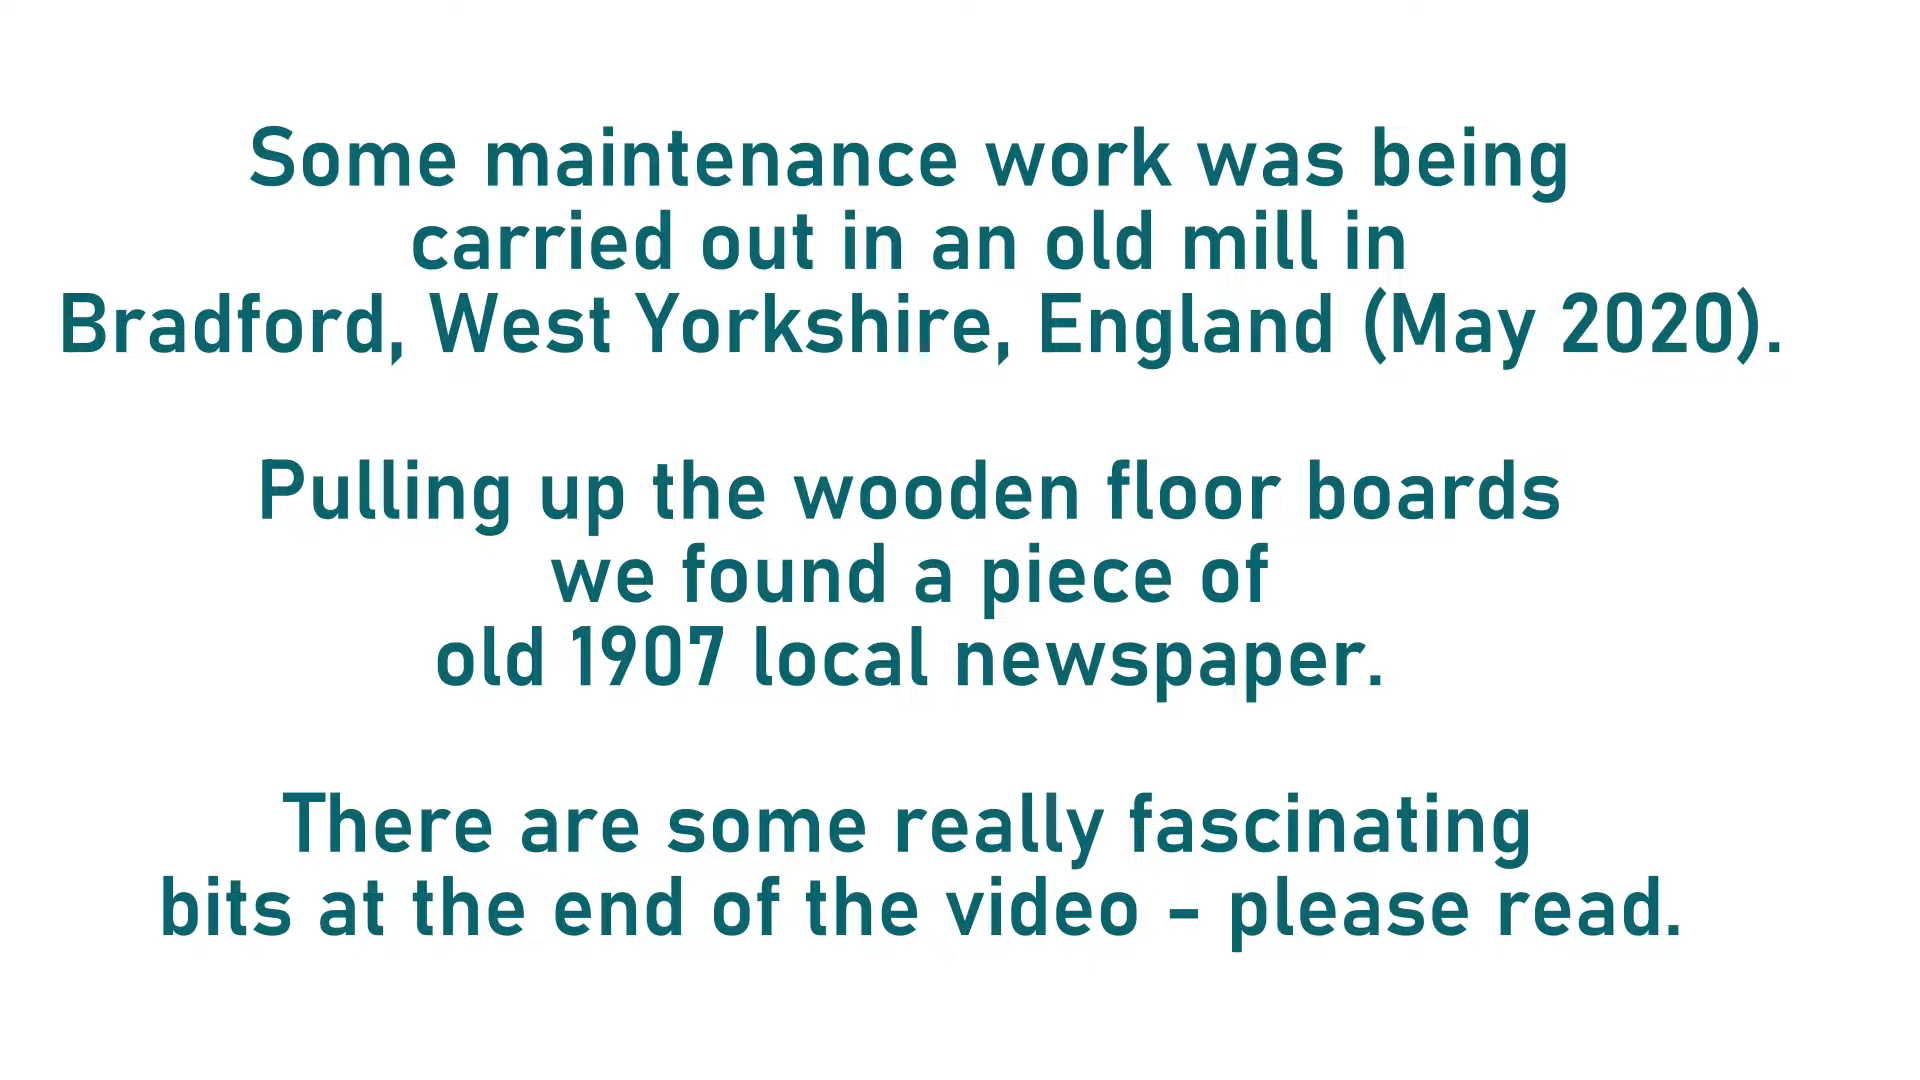 Some maintenance work was being
carried out in an old mill in
Bradford, West Yorkshire, England (May 2020).
Pulling up the wooden floor boards
we found a piece of
old 1907 local newspaper.
There are some really fascinating
bits at the end of the video - please read.